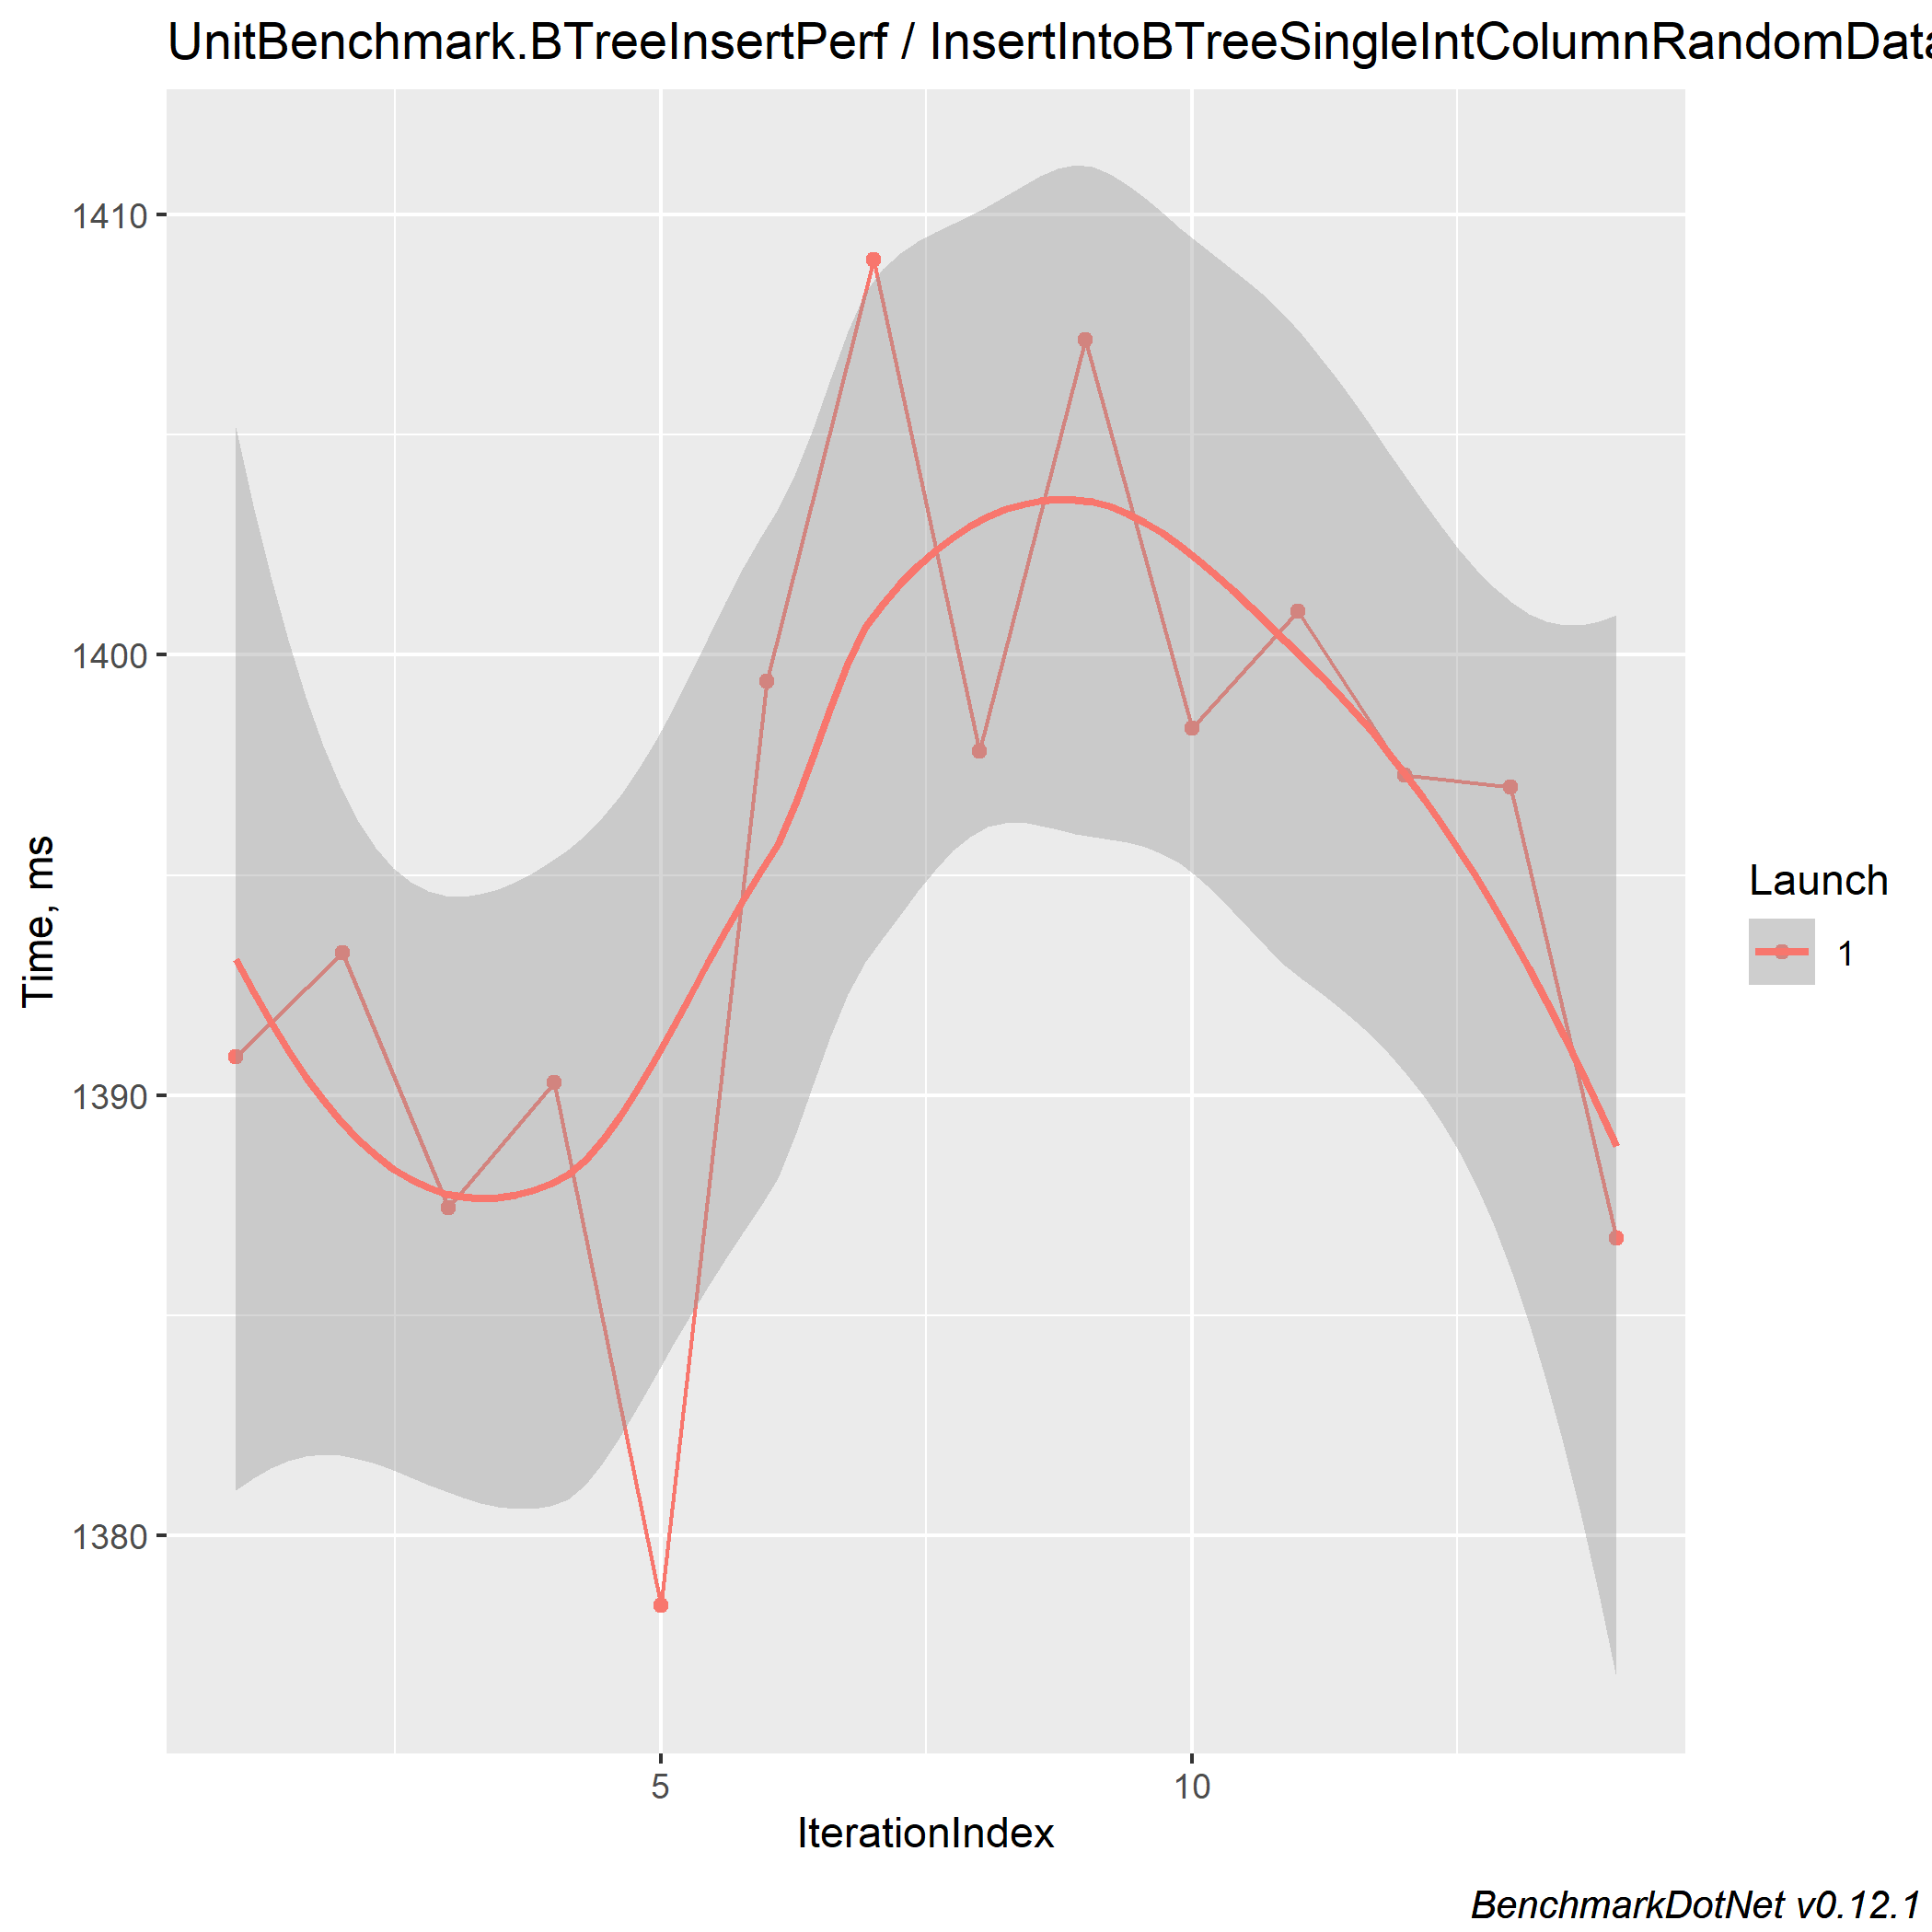 UnitBenchmark.BTreeInsertPerf / InsertIntoBTreeSingleIntColumnRandomData
1410
1400
1390
1380
Time, ms
5
10
IterationIndex
Launch
1
BenchmarkDotNet v0.12.1